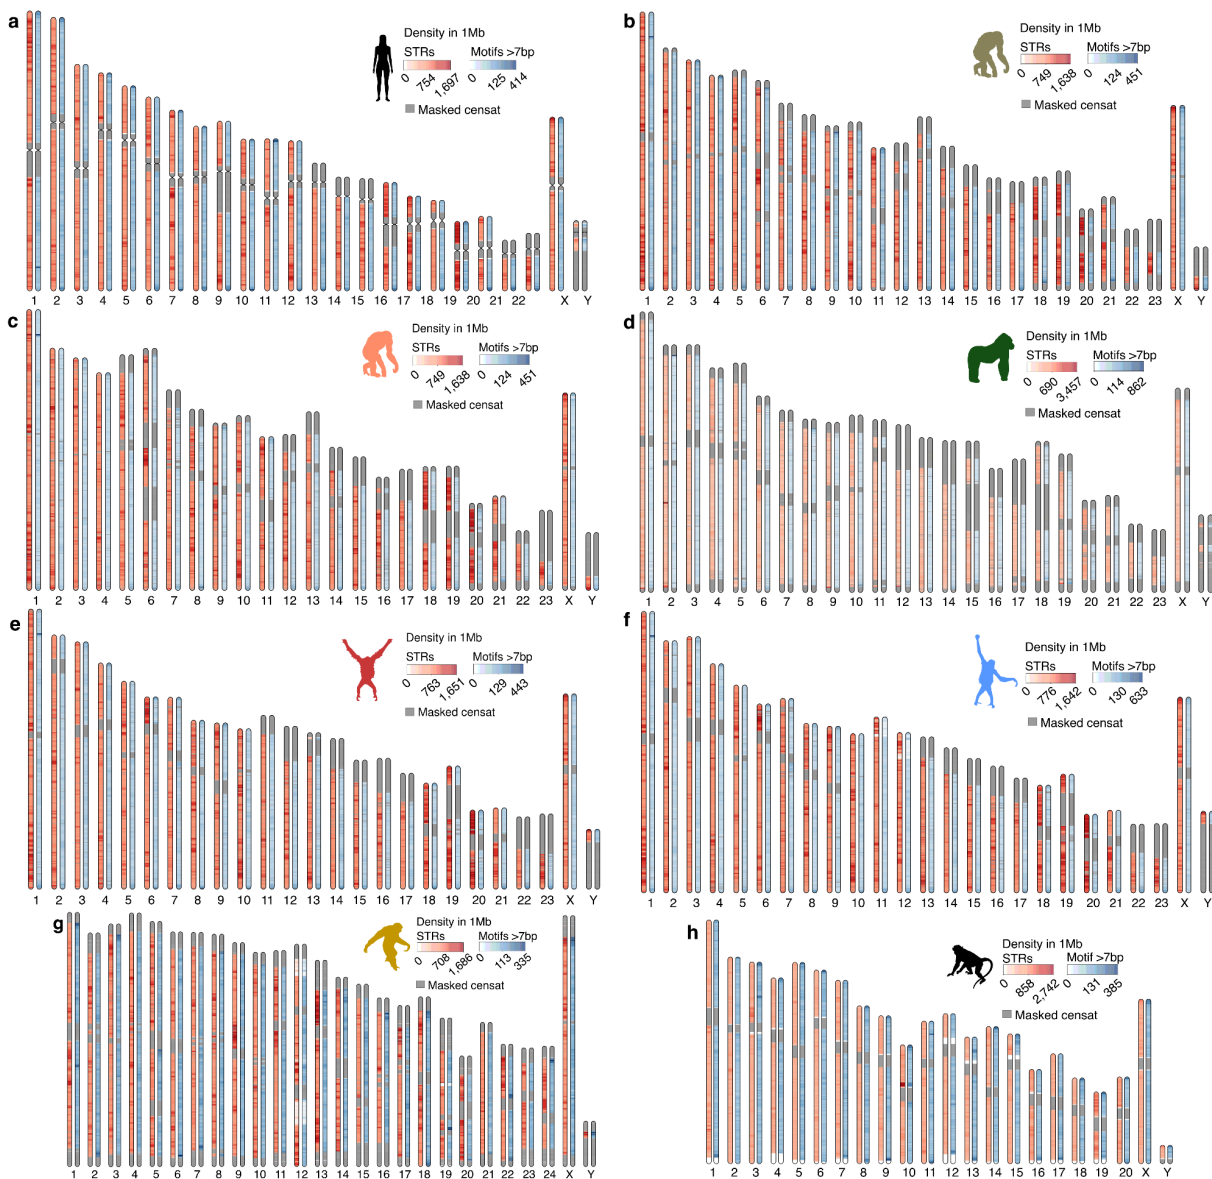 a
Density in 1Mb
STRs Motifs >7bp
0 754 1,697 0 125 414
Masked censat
1 2 3 4 5 6 7 8 9 10 11 12 13 14 15 16 17 18 19 20 21 22 X Y
b
Density in 1Mb
STRs Motifs >7bp
0 749 1,638 0 124 451
Masked censat
1 2 3 4 5 6 7 8 9 10 11 12 13 14 15 16 17 18 19 20 21 22 23 X Y
c
Density in 1Mb
STRs Motifs >7bp
0 749 1,638 0 124 451
Masked censat
1 2 3 4 5 6 7 8 9 10 11 12 13 14 15 16 17 18 19 20 21 22 23 X Y
d
Density in 1Mb
STRs Motifs >7bp
0 690 3,457 0 114 862
Masked censat
1 2 3 4 5 6 7 8 9 10 11 12 13 14 15 16 17 18 19 20 21 22 23 X Y
e
Density in 1Mb
STRs Motifs >7bp
0 763 1,651 0 129 443
Masked censat
1 2 3 4 5 6 7 8 9 10 11 12 13 14 15 16 17 18 19 20 21 22 23 X Y
f
Density in 1Mb
STRs Motifs >7bp
0 776 1,642 0 130 633
Masked censat
1 2 3 4 5 6 7 8 9 10 11 12 13 14 15 16 17 18 19 20 21 22 23 X Y
g
Density in 1Mb
STRs Motifs >7bp
0 708 1,686 0 113 335
Masked censat
1 2 3 4 5 6 7 8 9 10 11 12 13 14 15 16 17 18 19 20 21 22 23 24 X Y
h
Density in 1Mb
STRs Motif >7bp
0 858 2,742 0 131 385
Masked censat
1 2 3 4 5 6 7 8 9 10 11 12 13 14 15 16 17 18 19 20 X Y